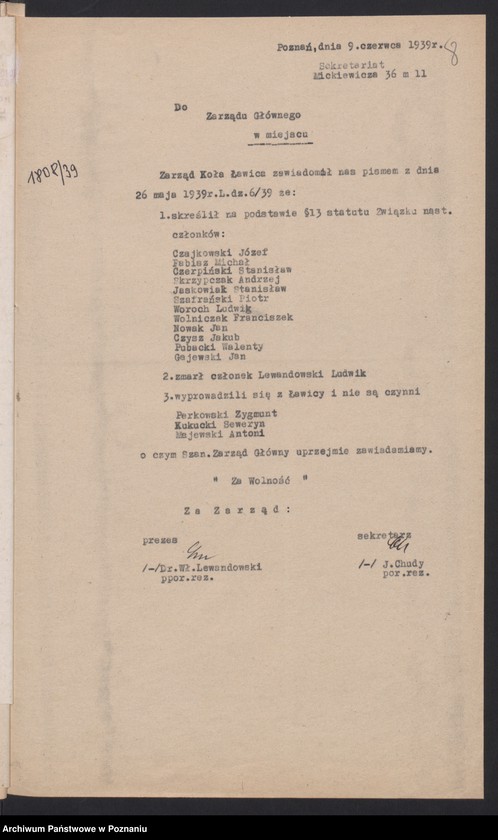 Poznań,dnia 9.czerwca 1939r.
8
Sekretariat
Mickiewicza 36 m 11
Do
Zarządu Głównego
w miejscu
1808/39
Zarząd Koła Ławica zawiadomił nas pismem z dnia
26 maja 1939r.L.dz.6/39 że:
1.skreślił na podstawie §13 statutu Związku nast.
członków:
Czajkowski Józef
Fabisz Michał
Czerpiński Stanisław
Skrzypczak Andrzej
Jaskowiak Stanisław
Szafrański Piotr
Woroch Ludwik
Wolniczek Franciszek
Nowak Jan
Czysz Jakub
Pubacki Walenty
Gajewski Jan
2.zmarł członek Lewandowski Ludwik
3.wyprowadzili się z Ławicy i nie są czynni
Perkowski Zygmunt
Kukucki Seweryn
Majewski Antoni
o czym Szan.Zarząd Główny uprzejmie zawiadamiamy.
" Za Wolność "
Za Zarząd:
prezes
sekretarz
/-/Dr.Wł.Lewandowski
/-/ J.Chudy
ppor.rez.
por.rez.
Archiwum Państwowe w Poznaniu